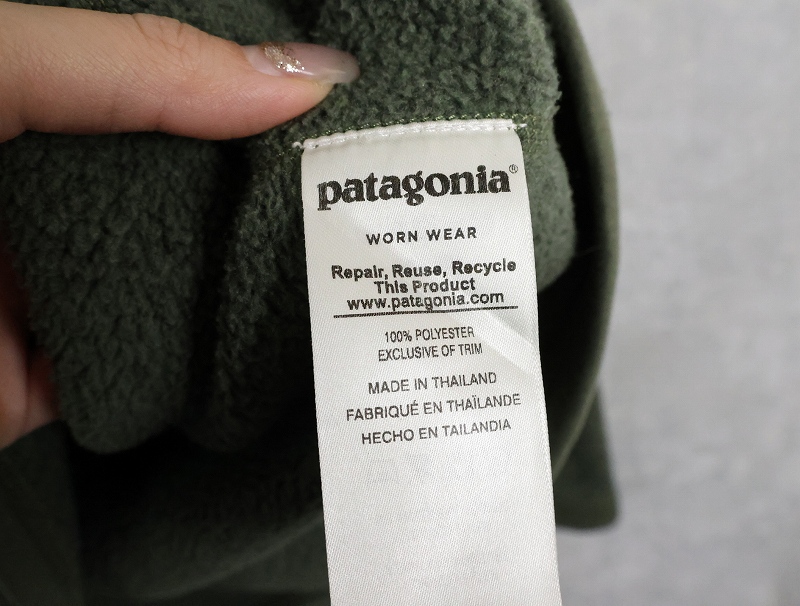 patagonia®
WORN WEAR
Repair, Reuse, Recycle
This Product
www.patagonia.com
100% POLYESTER
EXCLUSIVE OF TRIM
MADE IN THAILAND
FABRIQUÉ EN THAÏLANDE
HECHO EN TAILANDIA